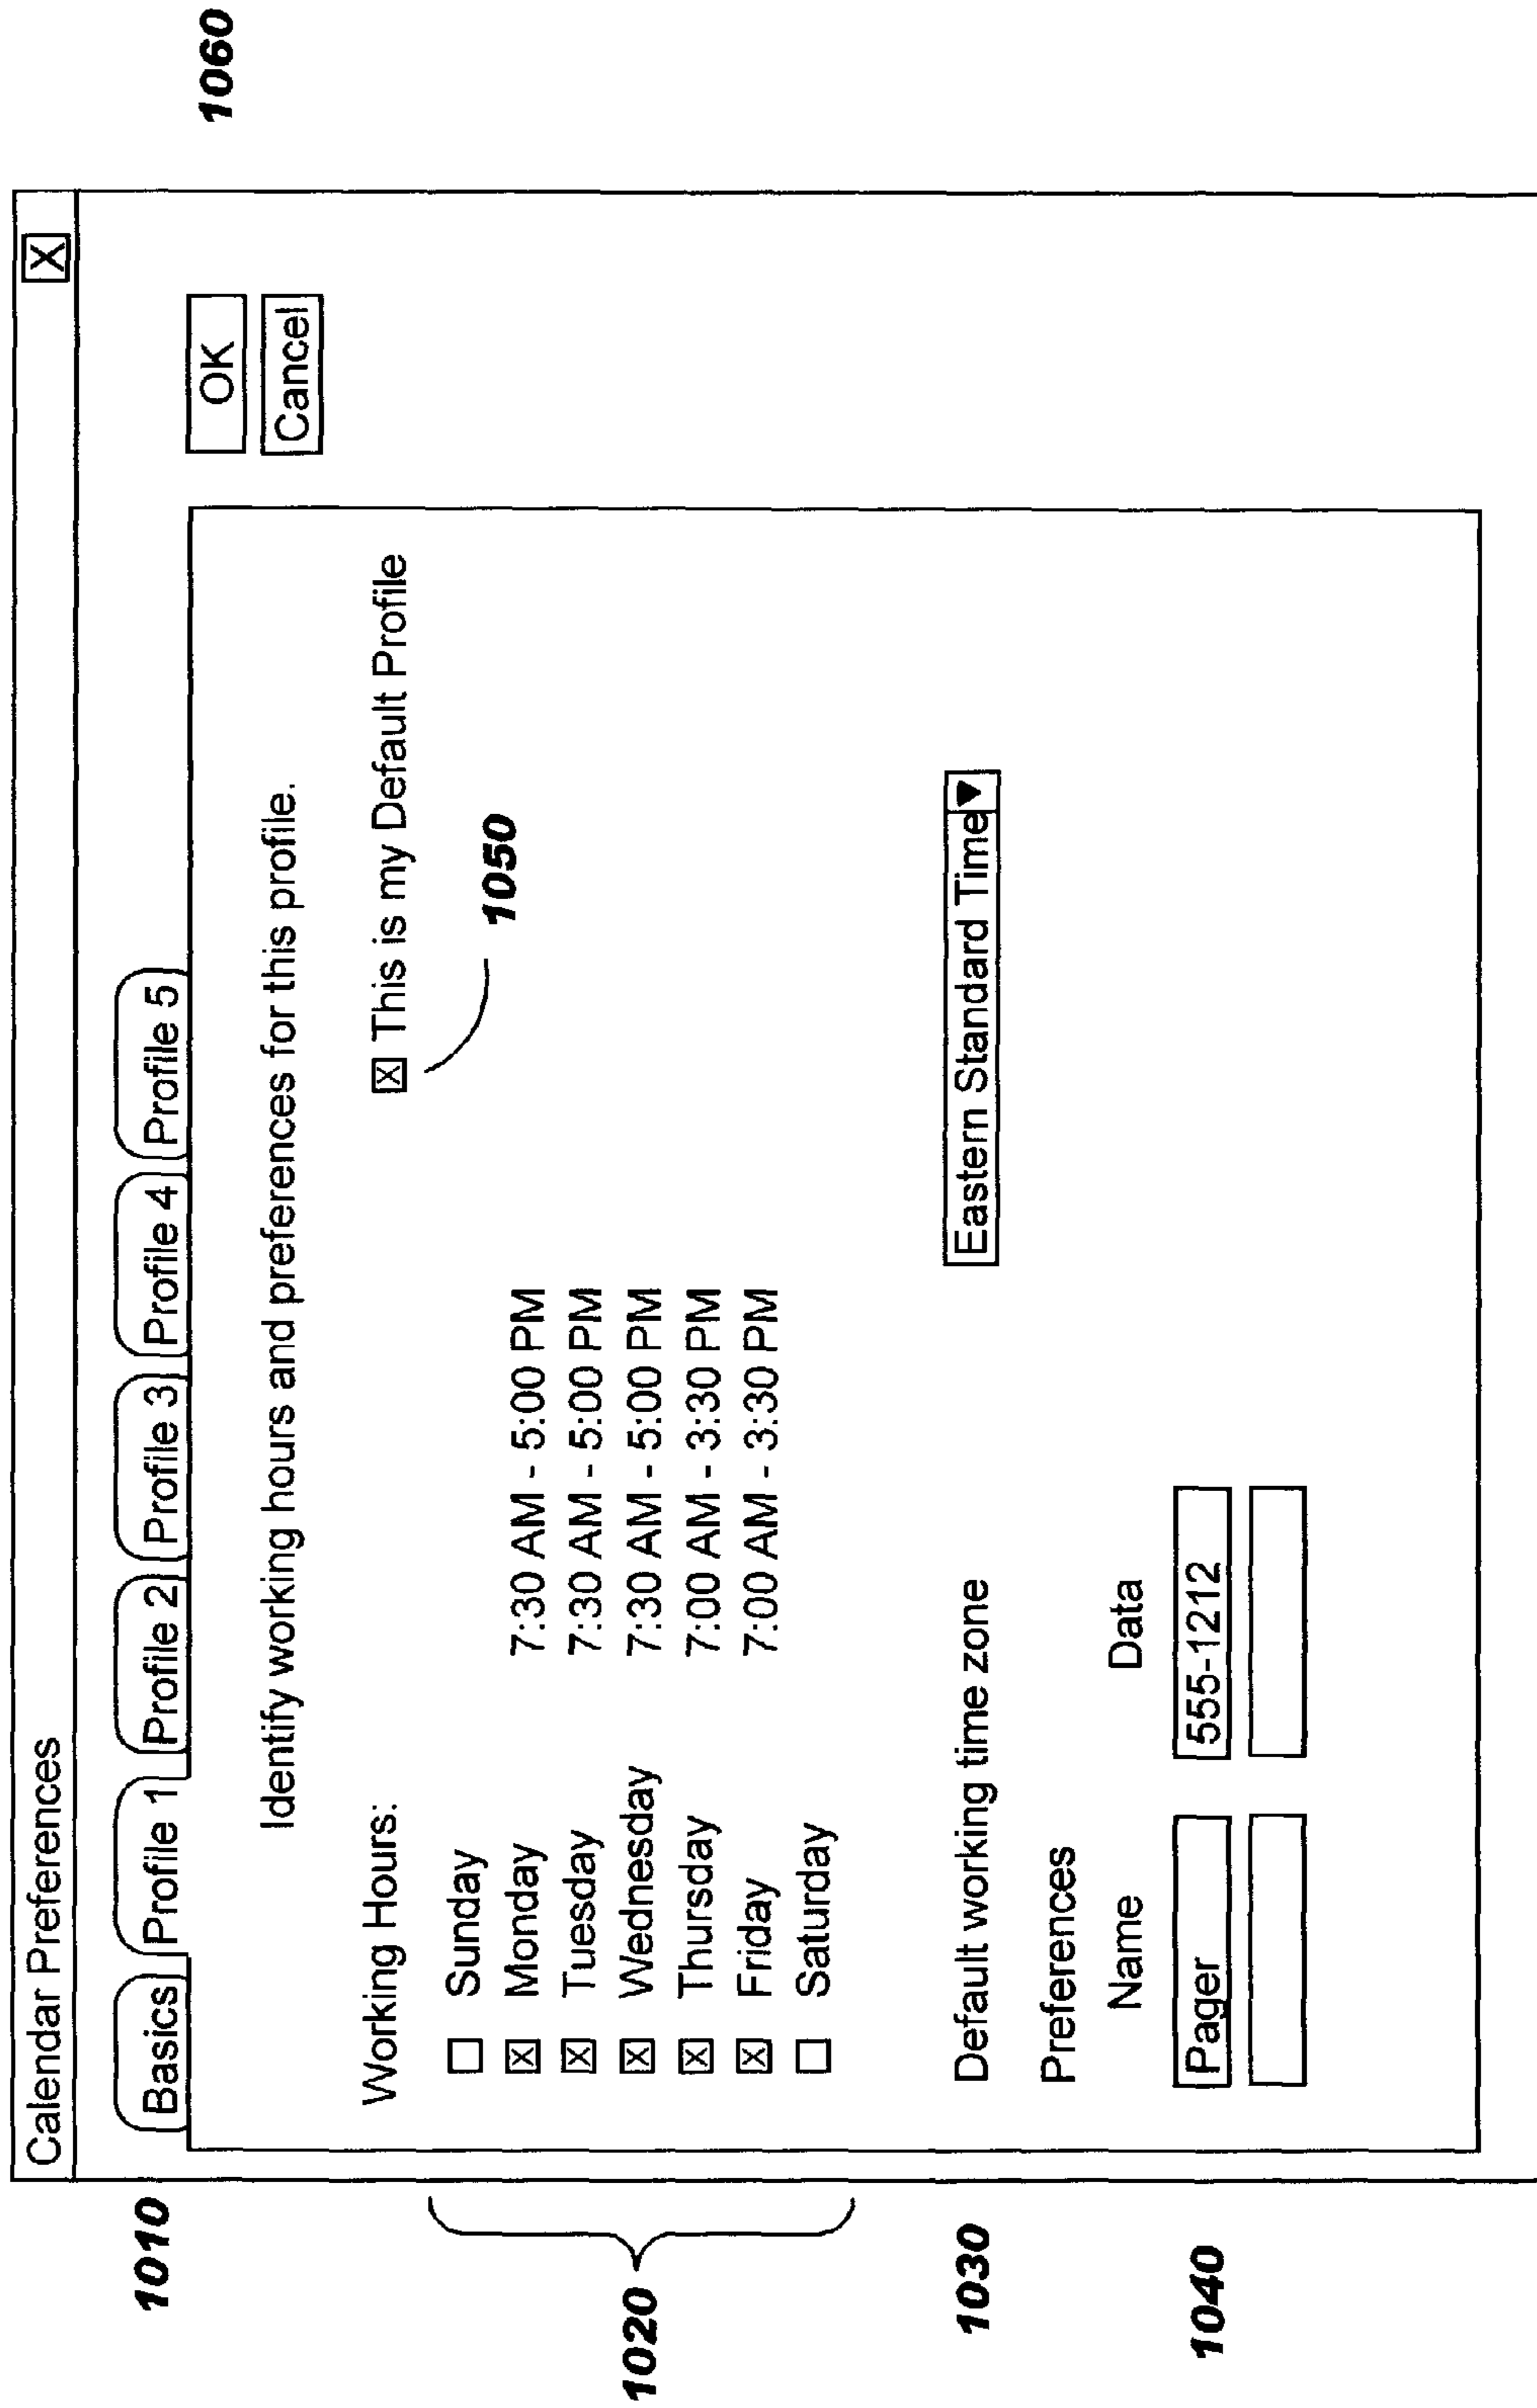 Calendar Preferences X
1010 Basics Profile 1 Profile 2 Profile 3 Profile 4 Profile 5
OK 1060
Cancel
Identify working hours and preferences for this profile.
Working Hours:
X This is my Default Profile
1050
1020
Sunday
X Monday 7:30 AM - 5:00 PM
X Tuesday 7:30 AM - 5:00 PM
X Wednesday 7:30 AM - 5:00 PM
X Thursday 7:00 AM - 3:30 PM
X Friday 7:00 AM - 3:30 PM
Saturday
1030 Default working time zone Eastern Standard Time
Preferences
Name Data
1040 Pager 555-1212